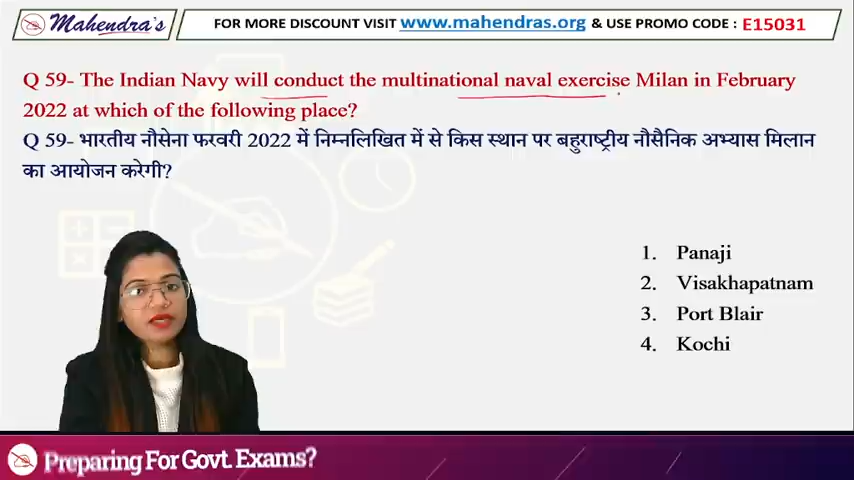 Mahendra's
FOR MORE DISCOUNT VISIT www.mahendras.org & USE PROMO CODE : E15031
Q 59- The Indian Navy will conduct the multinational naval exercise Milan in February
2022 at which of the following place?
Q 59- भारतीय नौसेना फरवरी 2022 में निम्नलिखित में से किस स्थान पर बहुराष्ट्रीय नौसैनिक अभ्यास मिलान
का आयोजन करेगी?
1. Panaji
2. Visakhapatnam
3. Port Blair
4. Kochi
Preparing For Govt. Exams?